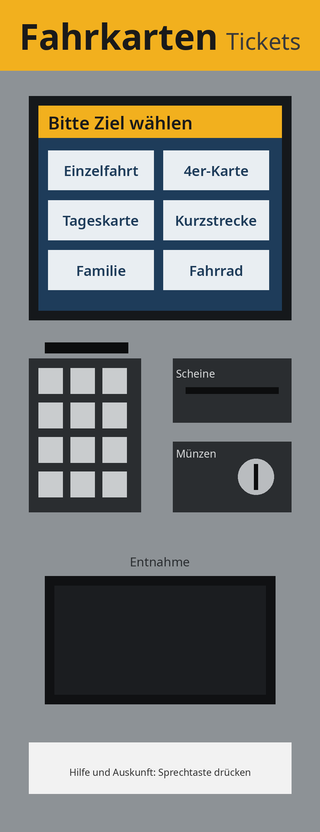 Fahrkarten Tickets
Bitte Ziel wählen
Einzelfahrt 4er-Karte
Tageskarte Kurzstrecke
Familie Fahrrad
Scheine
Münzen
Entnahme
Hilfe und Auskunft: Sprechtaste drücken